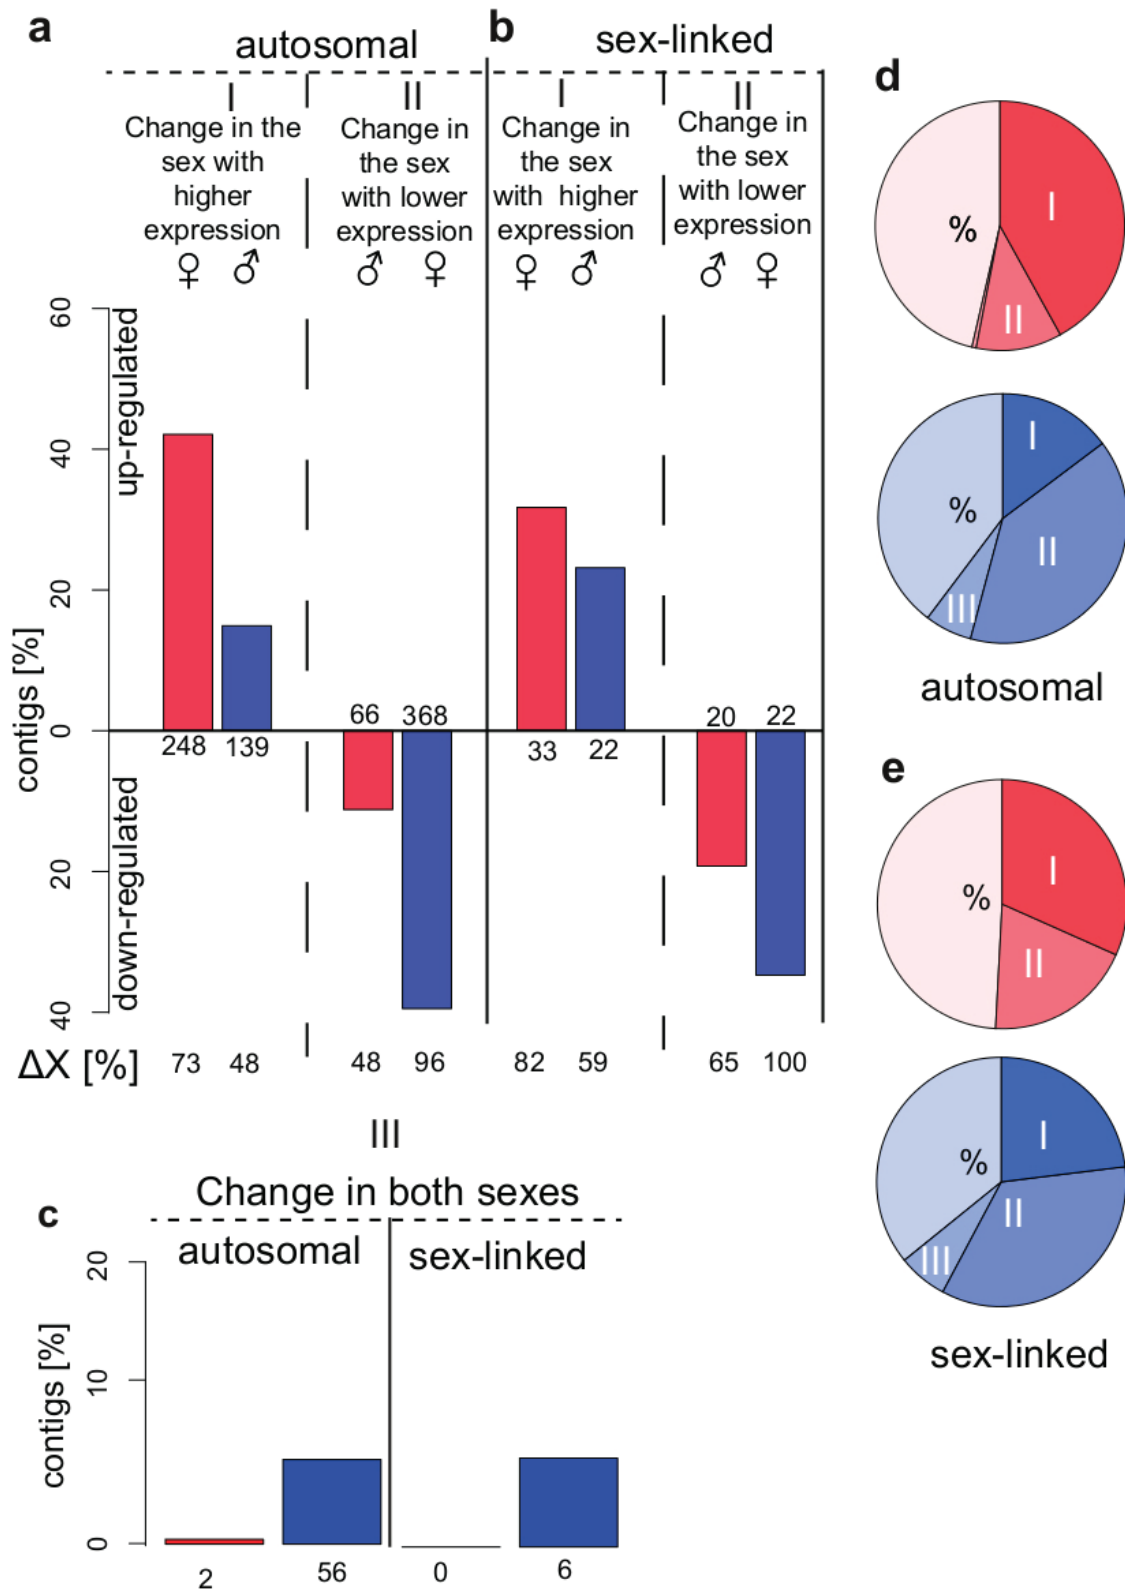 a
autosomal
b
sex-linked
I
Change in the
sex with
higher
expression
♀ ♂
II
Change in
the sex
with lower
expression
♂ ♀
I
Change in
the sex
with higher
expression
♀ ♂
II
Change in
the sex
with lower
expression
♂ ♀
contigs [%]
60
40
20
0
20
40
up-regulated
down-regulated
248 139
66 368
33 22
20 22
ΔX [%] 73 48 48 96 82 59 65 100
III
Change in both sexes
c
autosomal
sex-linked
contigs [%]
20
10
0
2 56 0 6
d
I
II
%
I
II
III
%
autosomal
e
I
II
%
I
II
III
%
sex-linked